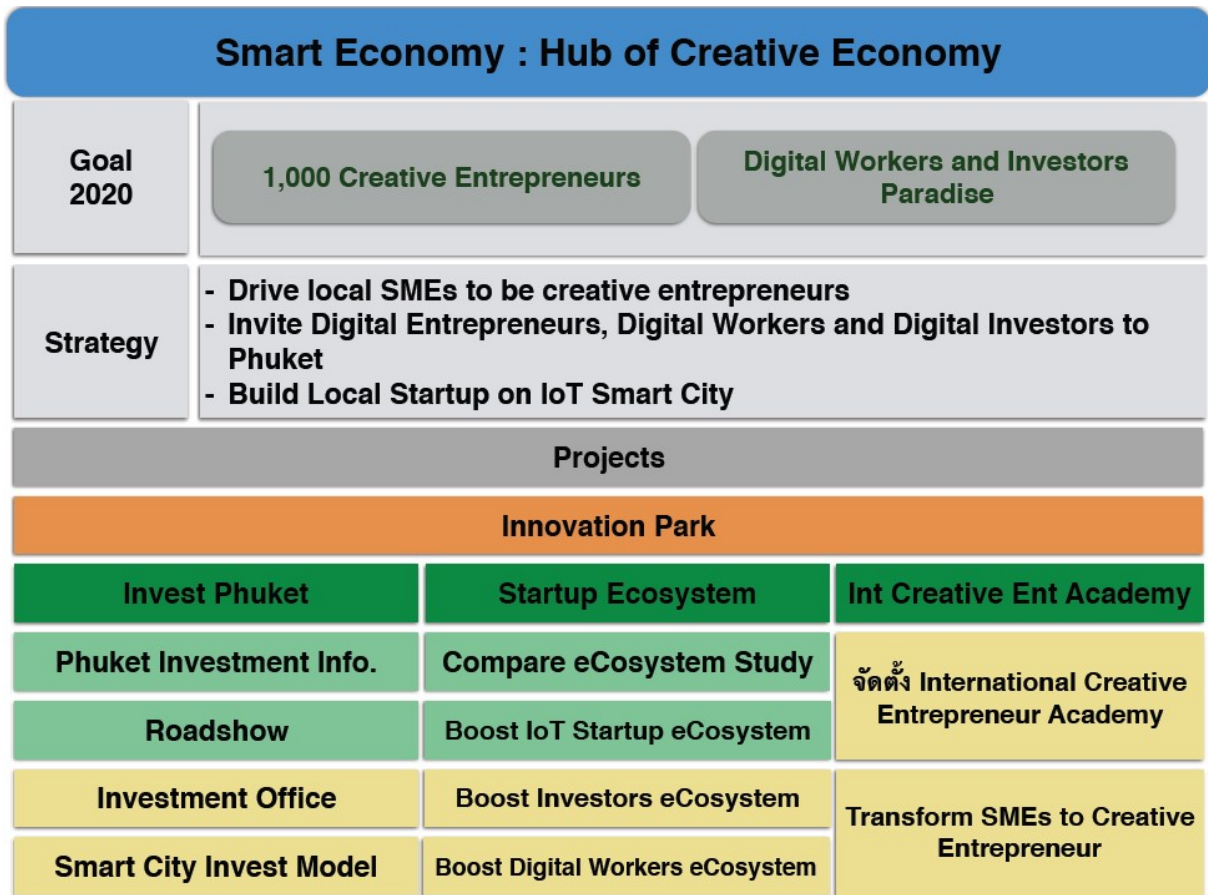 Smart Economy : Hub of Creative Economy
Goal
2020
1,000 Creative Entrepreneurs
Digital Workers and Investors
Paradise
Strategy
- Drive local SMEs to be creative entrepreneurs
- Invite Digital Entrepreneurs, Digital Workers and Digital Investors to
Phuket
- Build Local Startup on IoT Smart City
Projects
Innovation Park
Invest Phuket
Startup Ecosystem
Int Creative Ent Academy
Phuket Investment Info.
Compare eCosystem Study
จัดตั้ง International Creative
Entrepreneur Academy
Roadshow
Boost IoT Startup eCosystem
Investment Office
Boost Investors eCosystem
Transform SMEs to Creative
Entrepreneur
Smart City Invest Model
Boost Digital Workers eCosystem